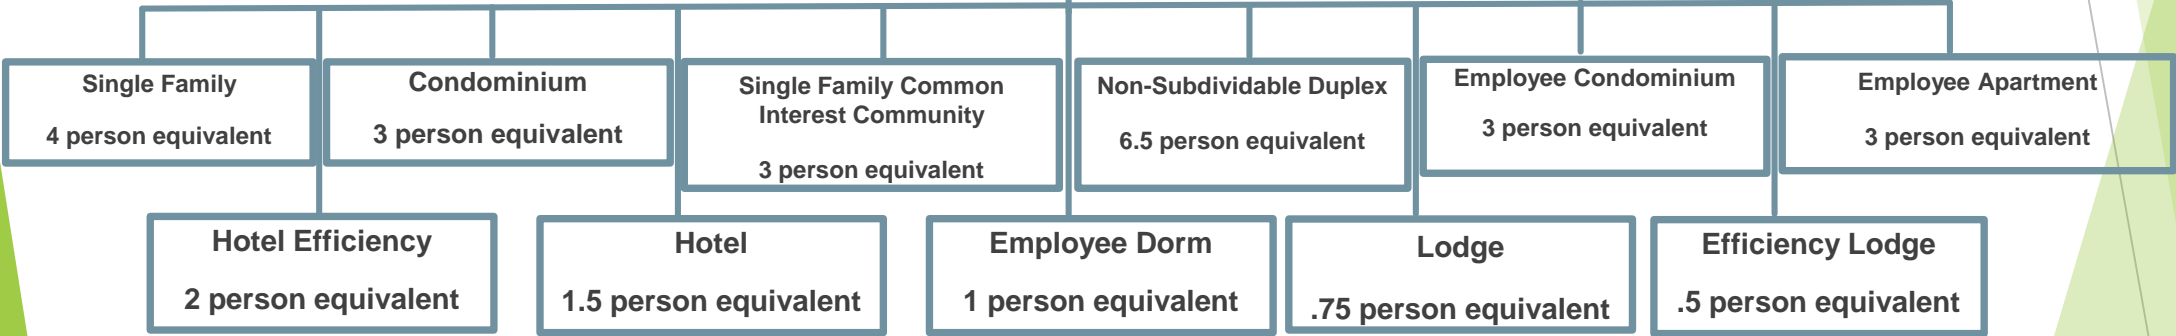 Single Family
4 person equivalent
Condominium
3 person equivalent
Single Family Common
Interest Community
3 person equivalent
Non-Subdividable Duplex
6.5 person equivalent
Employee Condominium
3 person equivalent
Employee Apartment
3 person equivalent
Hotel Efficiency
2 person equivalent
Hotel
1.5 person equivalent
Employee Dorm
1 person equivalent
Lodge
.75 person equivalent
Efficiency Lodge
.5 person equivalent